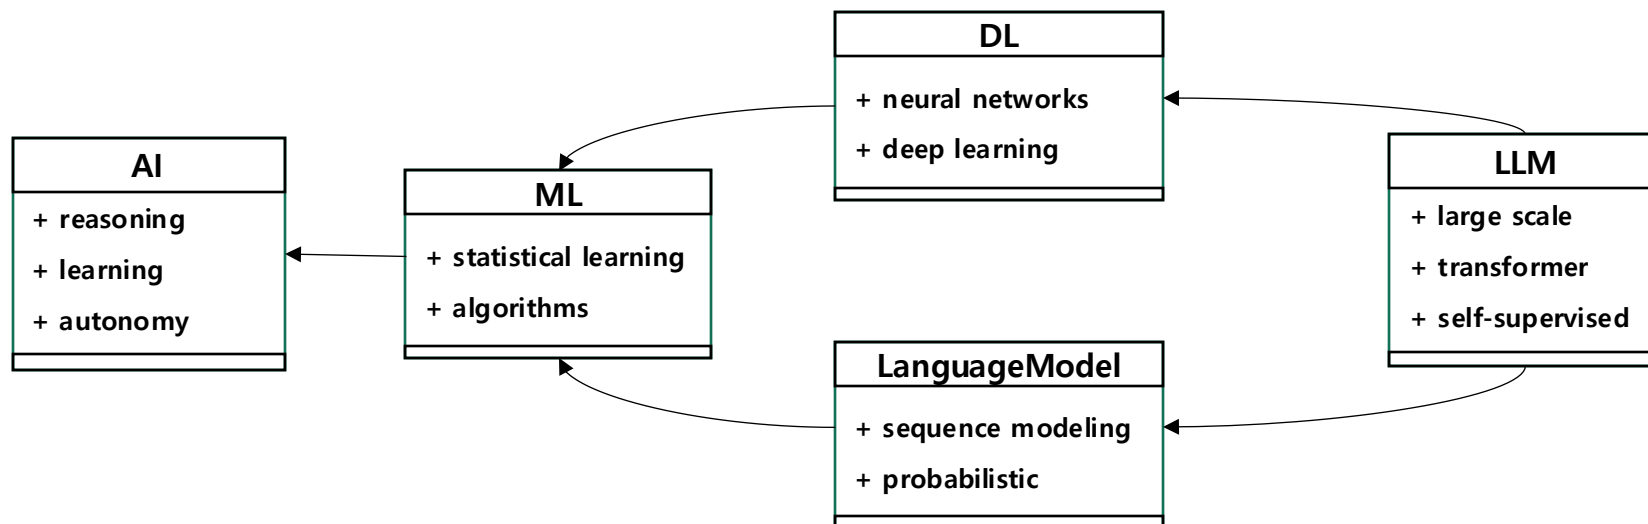 AI
+ reasoning
+ learning
+ autonomy
ML
+ statistical learning
+ algorithms
DL
+ neural networks
+ deep learning
LanguageModel
+ sequence modeling
+ probabilistic
LLM
+ large scale
+ transformer
+ self-supervised